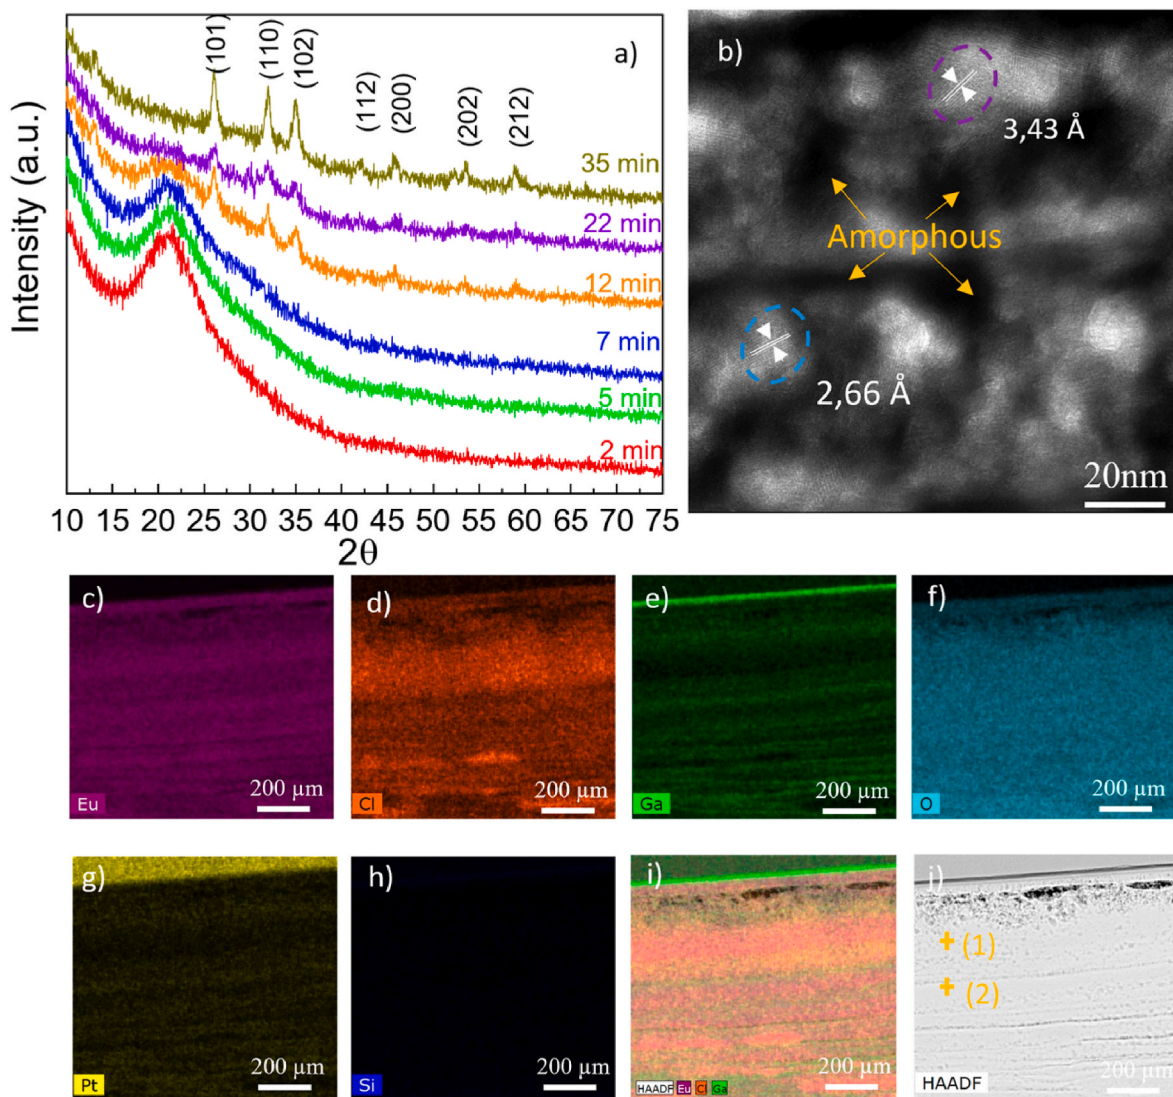 a)
(101)
(110)
(102)
(112)
(200)
(202)
(212)
35 min
22 min
12 min
7 min
5 min
2 min
Intensity (a.u.)
10 15 20 25 30 35 40 45 50 55 60 65 70 75
2θ
b)
3,43 Å
Amorphous
2,66 Å
20nm
c)
200 µm
Eu
d)
200 µm
Cl
e)
200 µm
Ga
f)
200 µm
O
g)
200 µm
Pt
h)
200 µm
Si
i)
200 µm
HAADF Eu Cl Ga
j)
(1)
(2)
200 µm
HAADF